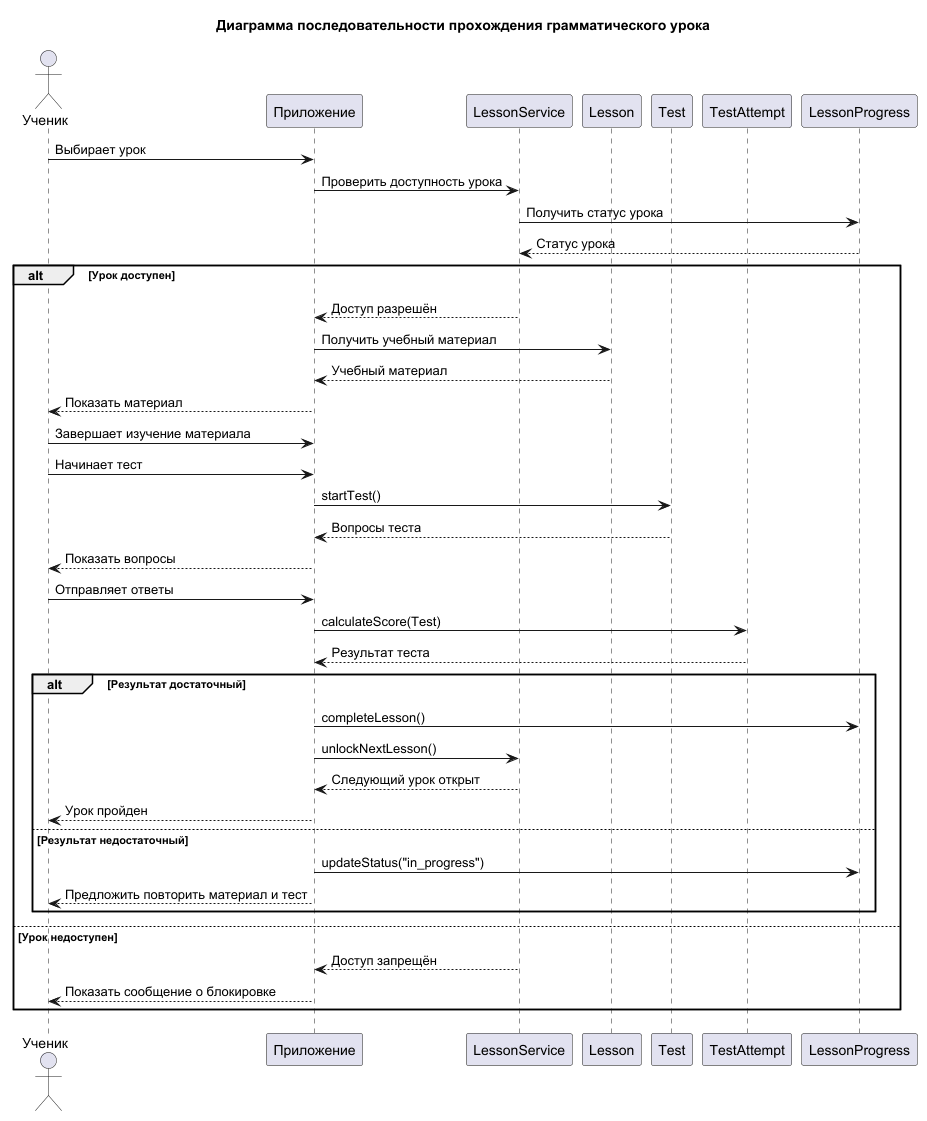 Диаграмма последовательности прохождения грамматического урока
Ученик
Приложение
LessonService
Lesson
Test
TestAttempt
LessonProgress
Выбирает урок
Проверить доступность урока
Получить статус урока
Статус урока
alt [Урок доступен]
Доступ разрешён
Получить учебный материал
Учебный материал
Показать материал
Завершает изучение материала
Начинает тест
startTest()
Вопросы теста
Показать вопросы
Отправляет ответы
calculateScore(Test)
Результат теста
alt [Результат достаточный]
completeLesson()
unlockNextLesson()
Следующий урок открыт
Урок пройден
[Результат недостаточный]
updateStatus("in_progress")
Предложить повторить материал и тест
[Урок недоступен]
Доступ запрещён
Показать сообщение о блокировке
Ученик
Приложение
LessonService
Lesson
Test
TestAttempt
LessonProgress